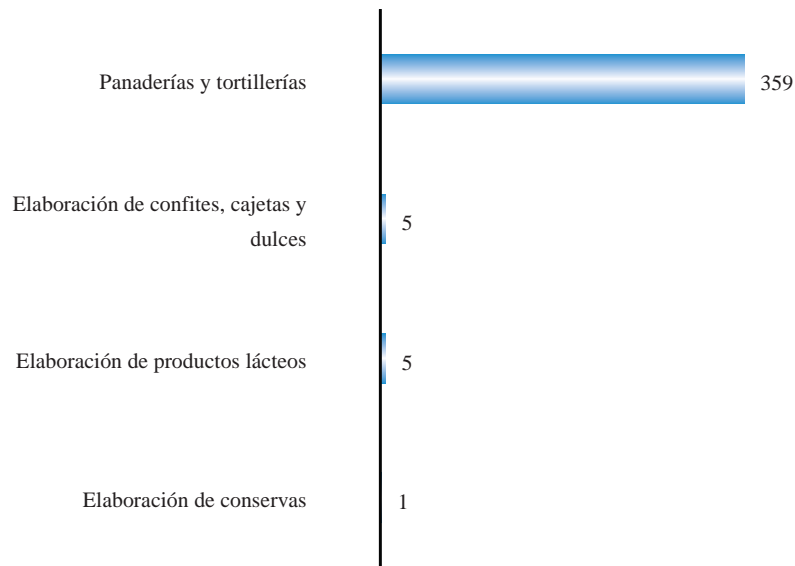 Panaderías y tortillerías
359
Elaboración de confites, cajetas y
dulces
5
Elaboración de productos lácteos
5
Elaboración de conservas
1